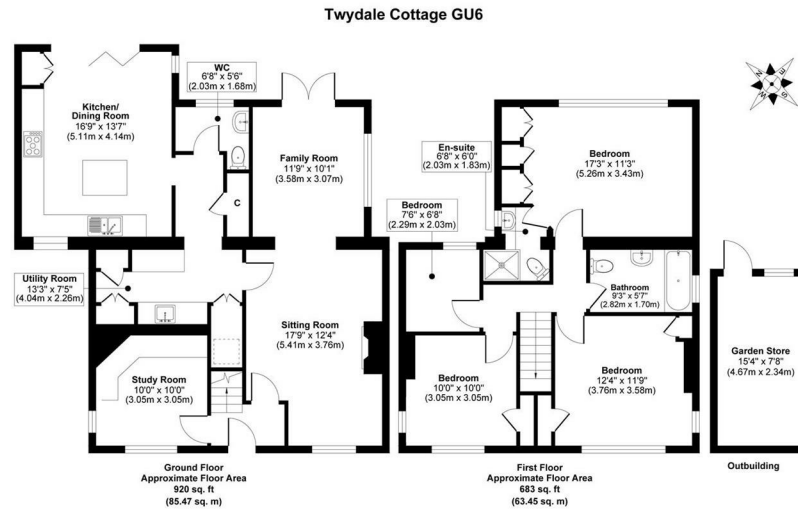 Twydale Cottage GU6
WC
6'8" x 5'6"
(2.03m x 1.68m)
Kitchen/
Dining Room
16'9" x 13'7"
(5.11m x 4.14m)
Family Room
11'9" x 10'1"
(3.58m x 3.07m)
C
Utility Room
13'3" x 7'5"
(4.04m x 2.26m)
Sitting Room
17'9" x 12'4"
(5.41m x 3.76m)
Study Room
10'0" x 10'0"
(3.05m x 3.05m)
Ground Floor
Approximate Floor Area
920 sq. ft
(85.47 sq. m)
En-suite
6'8" x 6'0"
(2.03m x 1.83m)
Bedroom
17'3" x 11'3"
(5.26m x 3.43m)
Bedroom
7'6" x 6'8"
(2.29m x 2.03m)
Bathroom
9'3" x 5'7"
(2.82m x 1.70m)
Bedroom
10'0" x 10'0"
(3.05m x 3.05m)
Bedroom
12'4" x 11'9"
(3.76m x 3.58m)
First Floor
Approximate Floor Area
683 sq. ft
(63.45 sq. m)
N
E
S
W
Garden Store
15'4" x 7'8"
(4.67m x 2.34m)
Outbuilding